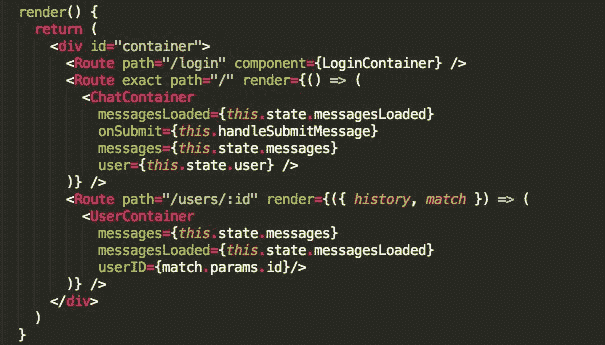 render() {
  return (
    <div id="container">
      <Route path="/login" component={LoginContainer} />
      <Route exact path="/" render={() => (
        <ChatContainer
          messagesLoaded={this.state.messagesLoaded}
          onSubmit={this.handleSubmitMessage}
          messages={this.state.messages}
          user={this.state.user} />
      )} />
      <Route path="/users/:id" render={({ history, match }) => (
        <UserContainer
          messages={this.state.messages}
          messagesLoaded={this.state.messagesLoaded}
          userID={match.params.id}/>
      )} />
    </div>
  )
}